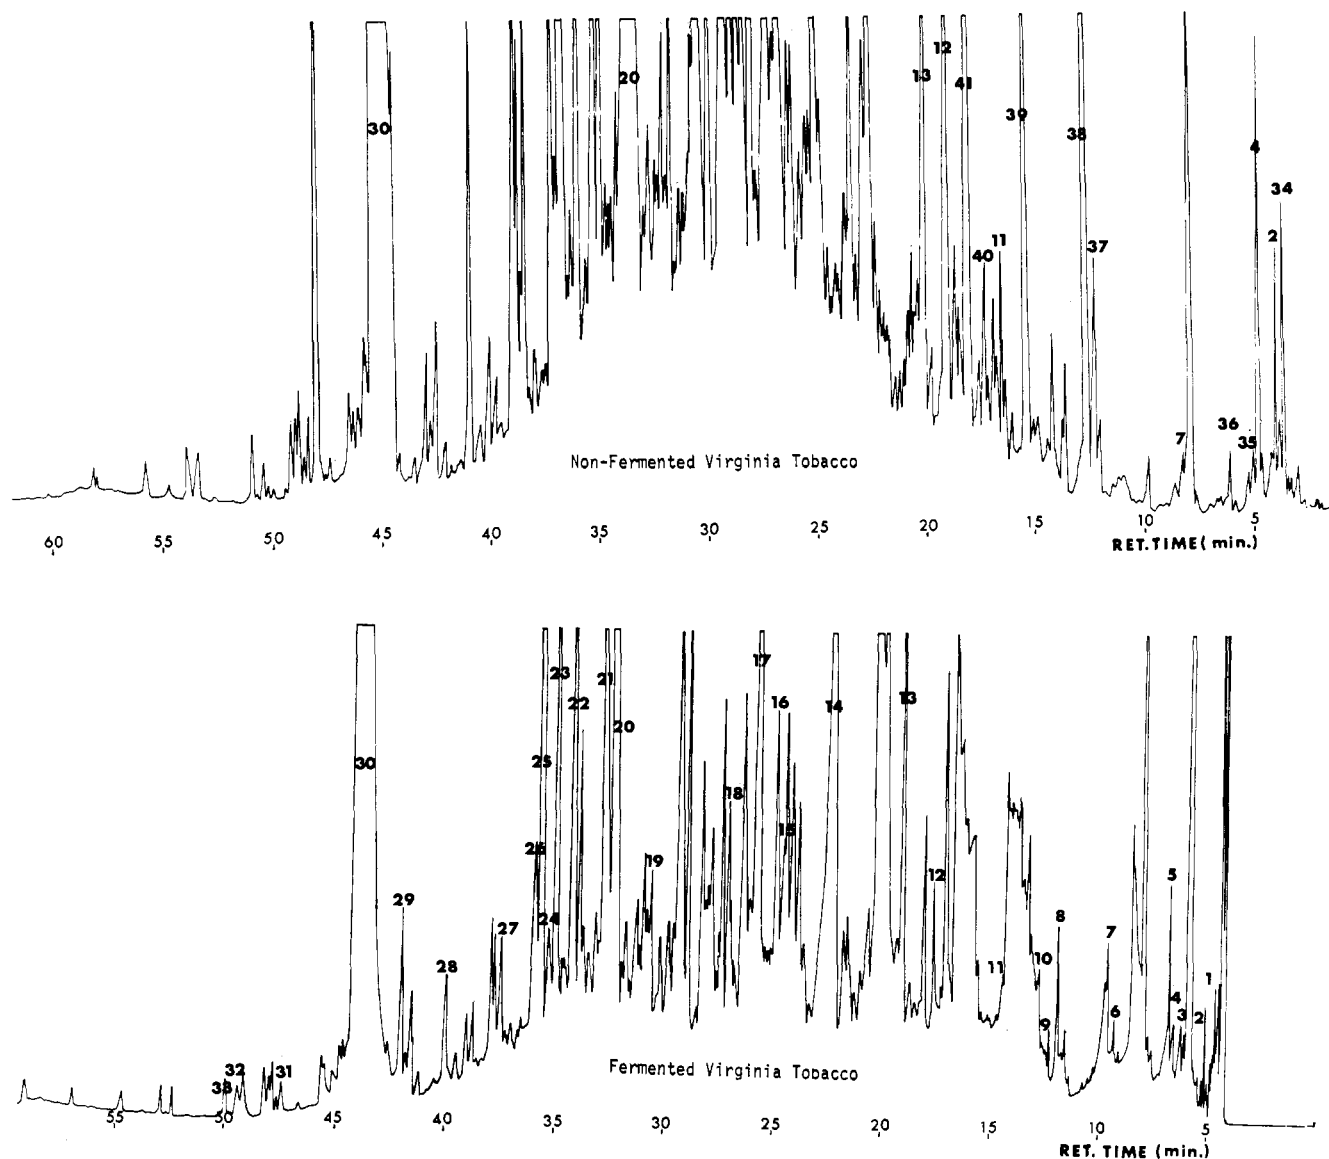 12
20 13 41
30 39 38 4
34
11 2
40 37
36
7 35
Non-Fermented Virginia Tobacco
60 55 50 45 40 35 30 25 20 15 10 5
RET.TIME( min.)
17
23 21
22 16 14 13
20
30 25
18
15
26 19
29 12 5
24 8
27 7
28 10 11 1
4
9 6 3 2
Fermented Virginia Tobacco
32 31
33
55 50 45 40 35 30 25 20 15 10 5
RET. TIME (min.)